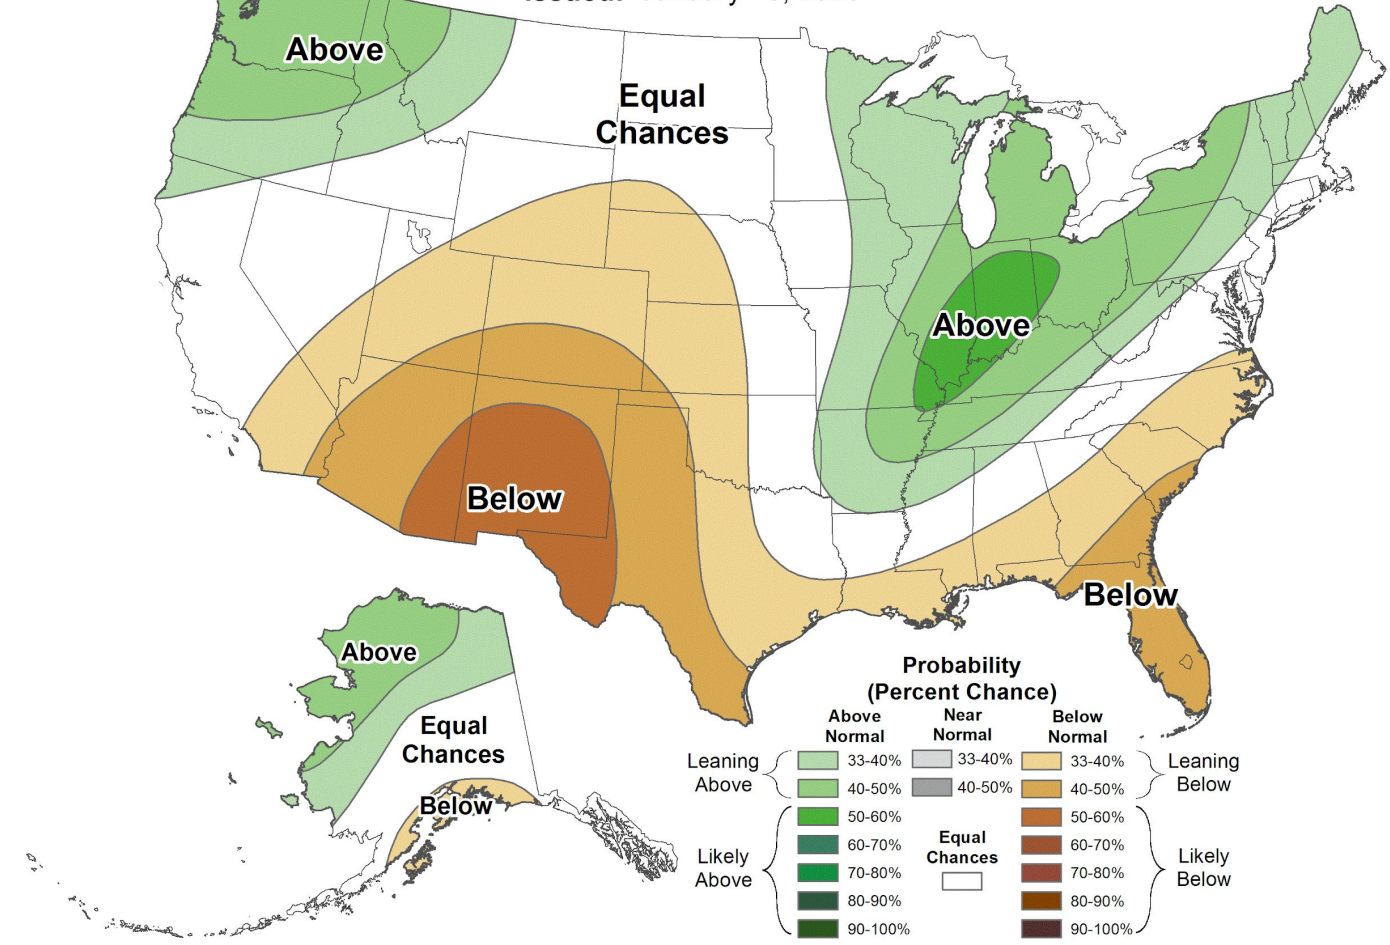 Above
Equal
Chances
Above
Below
Below
Above
Equal
Chances
Below
Probability
(Percent Chance)
Above
Normal
Near
Normal
Below
Normal
Leaning
Above
33-40%
33-40%
33-40%
Leaning
Below
40-50%
40-50%
40-50%
50-60%
50-60%
60-70%
Equal
Chances
60-70%
Likely
Above
70-80%
70-80%
Likely
Below
80-90%
80-90%
90-100%
90-100%